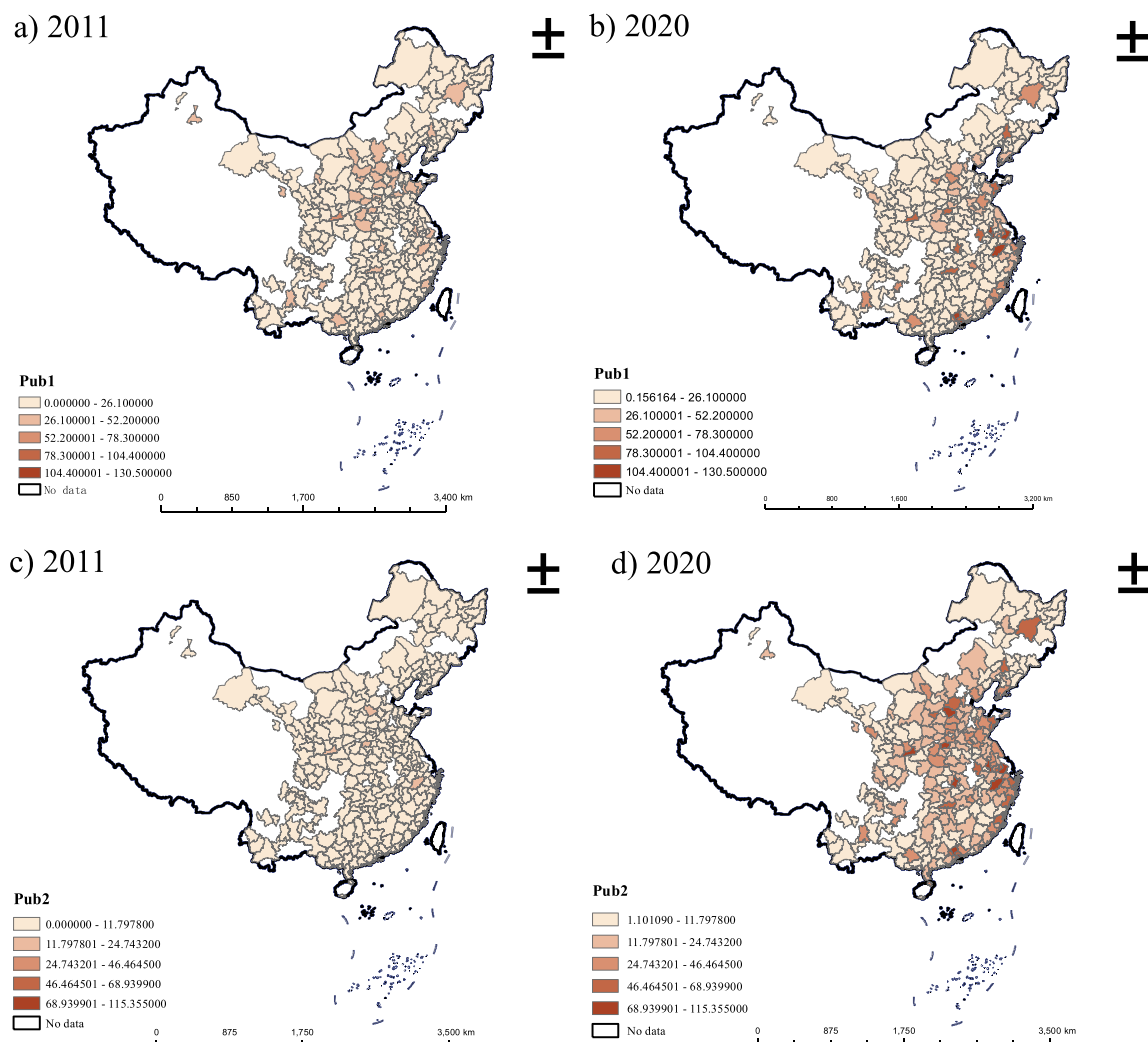 a) 2011
b) 2020
Pub1
0.000000 - 26.100000
26.100001 - 52.200000
52.200001 - 78.300000
78.300001 - 104.400000
104.400001 - 130.500000
No data
0 850 1,700 3,400 km
Pub1
0.156164 - 26.100000
26.100001 - 52.200000
52.200001 - 78.300000
78.300001 - 104.400000
104.400001 - 130.500000
No data
0 800 1,600 3,200 km
c) 2011
d) 2020
Pub2
0.000000 - 11.797800
11.797801 - 24.743200
24.743201 - 46.464500
46.464501 - 68.939900
68.939901 - 115.355000
No data
0 875 1,750 3,500 km
Pub2
1.101090 - 11.797800
11.797801 - 24.743200
24.743201 - 46.464500
46.464501 - 68.939900
68.939901 - 115.355000
No data
0 875 1,750 3,500 km